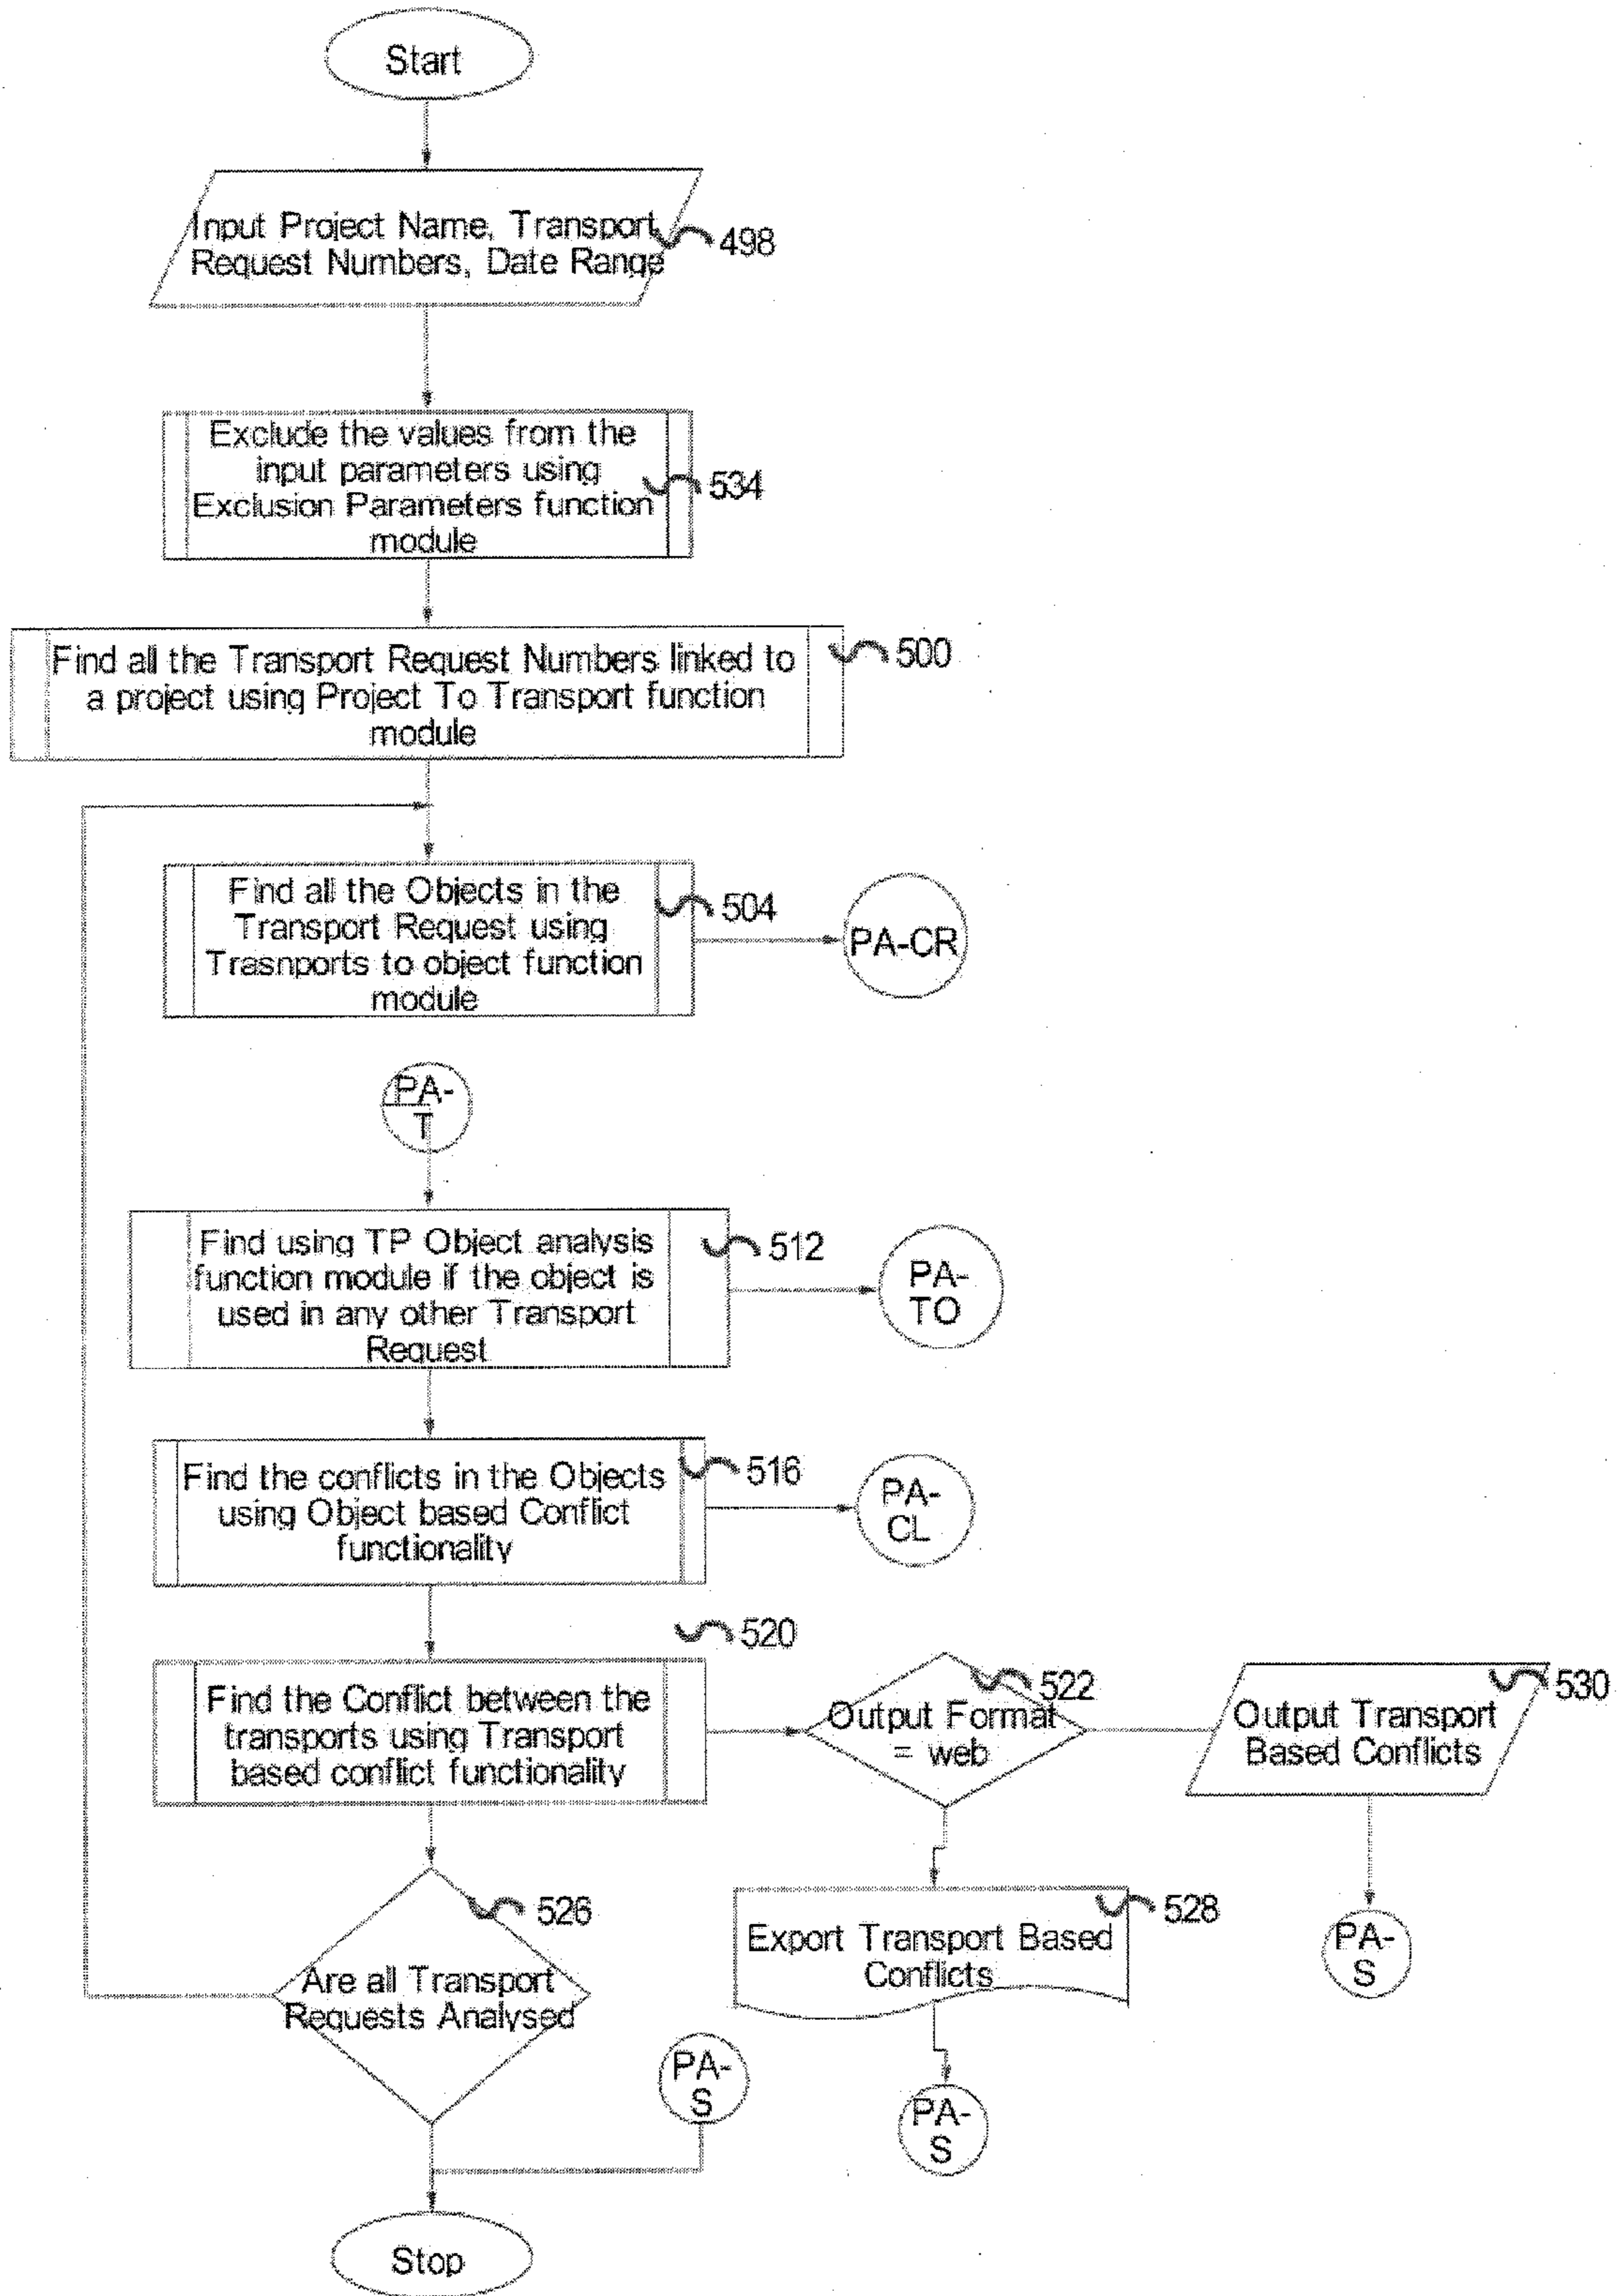 Start
Input Project Name, Transport
Request Numbers, Date Range
498
Exclude the values from the
input parameters using
Exclusion Parameters function
module
534
Find all the Transport Request Numbers linked to
a project using Project To Transport function
module
500
Find all the Objects in the
Transport Request using
Trasnports to object function
module
504
PA-CR
PA-
T
Find using TP Object analysis
function module if the object is
used in any other Transport
Request
512
PA-
TO
Find the conflicts in the Objects
using Object based Conflict
functionality
516
PA-
CL
520
Find the Conflict between the
transports using Transport
based conflict functionality
522
Output Format
= web
530
Output Transport
Based Conflicts
526
Are all Transport
Requests Analysed
528
Export Transport Based
Conflicts
PA-
S
PA-
S
PA-
S
Stop